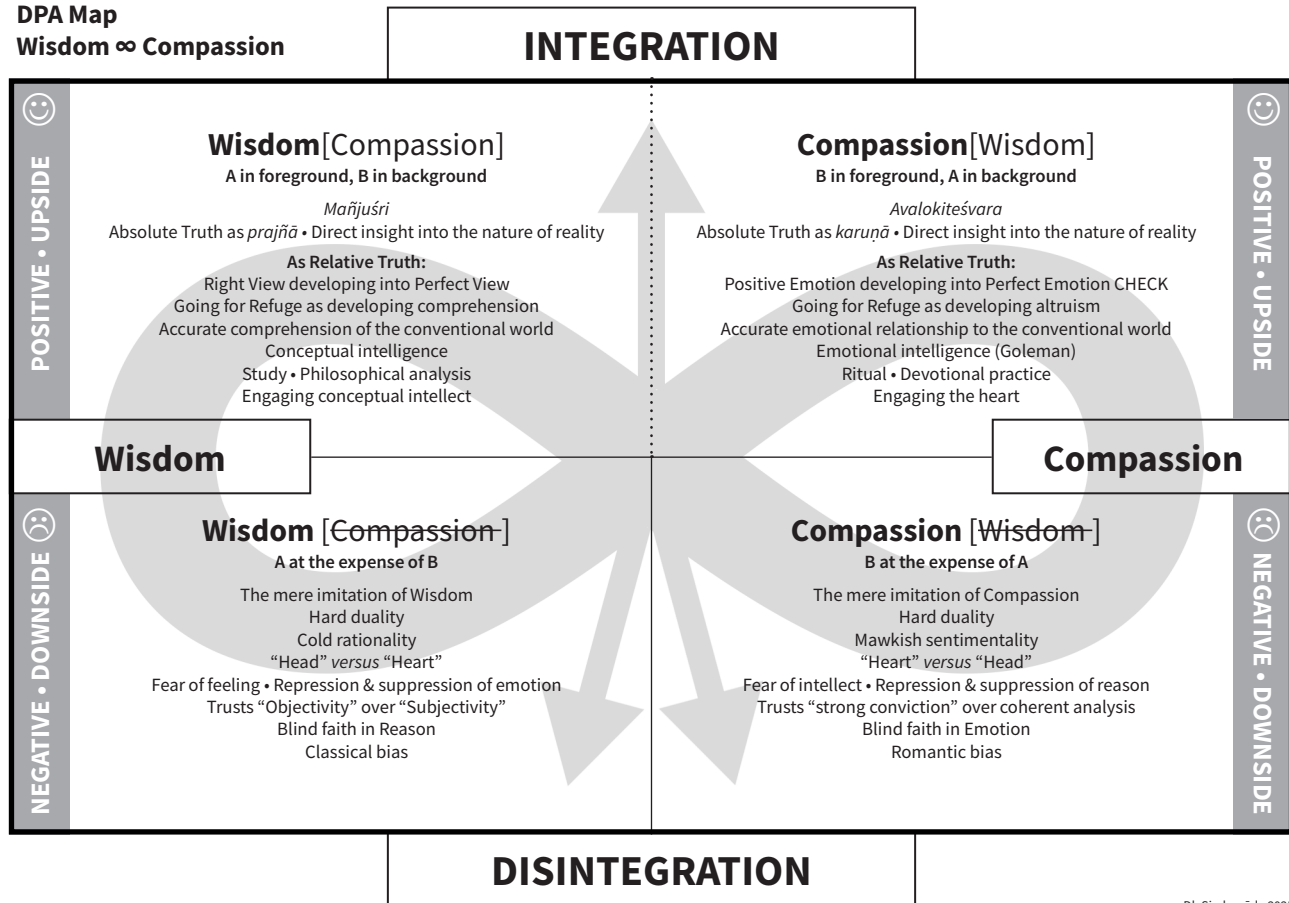 DPA Map
Wisdom ∞ Compassion
INTEGRATION
POSITIVE • UPSIDE
Wisdom[Compassion]
A in foreground, B in background
Mañjuśri
Absolute Truth as prajñā • Direct insight into the nature of reality
As Relative Truth:
Right View developing into Perfect View
Going for Refuge as developing comprehension
Accurate comprehension of the conventional world
Conceptual intelligence
Study • Philosophical analysis
Engaging conceptual intellect
Compassion[Wisdom]
B in foreground, A in background
Avalokiteśvara
Absolute Truth as karuṇā • Direct insight into the nature of reality
As Relative Truth:
Positive Emotion developing into Perfect Emotion CHECK
Going for Refuge as developing altruism
Accurate emotional relationship to the conventional world
Emotional intelligence (Goleman)
Ritual • Devotional practice
Engaging the heart
POSITIVE • UPSIDE
Wisdom
Compassion
NEGATIVE • DOWNSIDE
Wisdom [Compassion ]
A at the expense of B
The mere imitation of Wisdom
Hard duality
Cold rationality
“Head” versus “Heart”
Fear of feeling • Repression & suppression of emotion
Trusts “Objectivity” over “Subjectivity”
Blind faith in Reason
Classical bias
Compassion [Wisdom ]
B at the expense of A
The mere imitation of Compassion
Hard duality
Mawkish sentimentality
“Heart” versus “Head”
Fear of intellect • Repression & suppression of reason
Trusts “strong conviction” over coherent analysis
Blind faith in Emotion
Romantic bias
NEGATIVE • DOWNSIDE
DISINTEGRATION